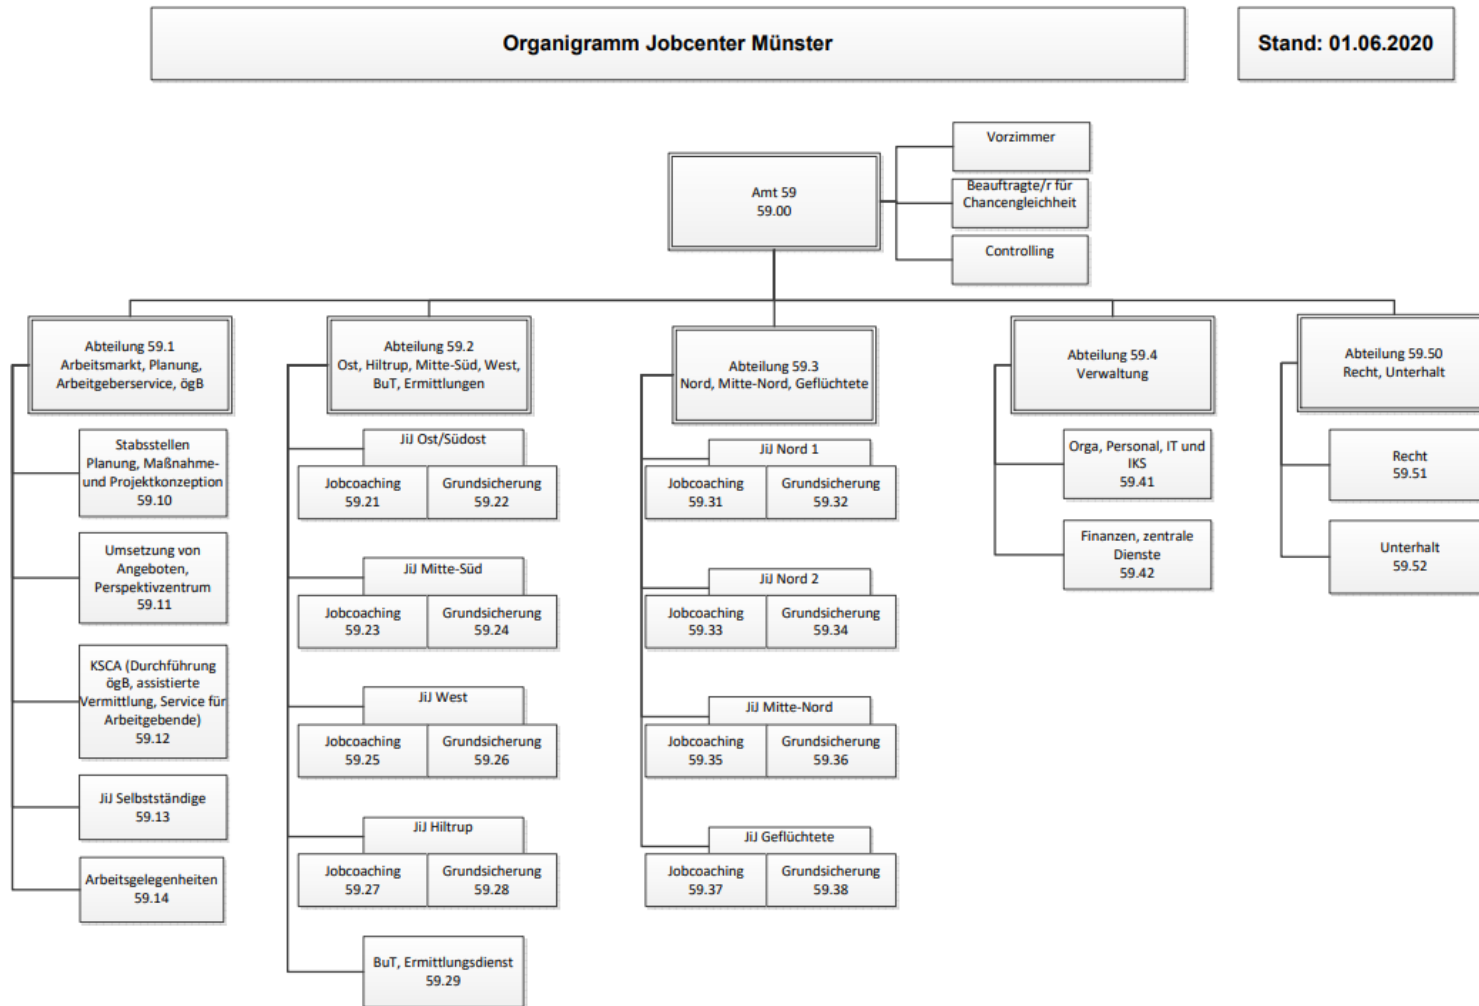 Organigramm Jobcenter Münster
Stand: 01.06.2020
Vorzimmer
Amt 59
59.00
Beauftragte/r für
Chancengleichheit
Controlling
Abteilung 59.1
Arbeitsmarkt, Planung,
Arbeitgeberservice, ögB
Stabsstellen
Planung, Maßnahme-
und Projektkonzeption
59.10
Umsetzung von
Angeboten,
Perspektivzentrum
59.11
KSCA (Durchführung
ögB, assistierte
Vermittlung, Service für
Arbeitgebende)
59.12
JiJ Selbstständige
59.13
Arbeitsgelegenheiten
59.14
Abteilung 59.2
Ost, Hiltrup, Mitte-Süd, West,
BuT, Ermittlungen
JiJ Ost/Südost
Jobcoaching
59.21
Grundsicherung
59.22
JiJ Mitte-Süd
Jobcoaching
59.23
Grundsicherung
59.24
JiJ West
Jobcoaching
59.25
Grundsicherung
59.26
JiJ Hiltrup
Jobcoaching
59.27
Grundsicherung
59.28
BuT, Ermittlungsdienst
59.29
Abteilung 59.3
Nord, Mitte-Nord, Geflüchtete
JiJ Nord 1
Jobcoaching
59.31
Grundsicherung
59.32
JiJ Nord 2
Jobcoaching
59.33
Grundsicherung
59.34
JiJ Mitte-Nord
Jobcoaching
59.35
Grundsicherung
59.36
JiJ Geflüchtete
Jobcoaching
59.37
Grundsicherung
59.38
Abteilung 59.4
Verwaltung
Orga, Personal, IT und
IKS
59.41
Finanzen, zentrale
Dienste
59.42
Abteilung 59.50
Recht, Unterhalt
Recht
59.51
Unterhalt
59.52